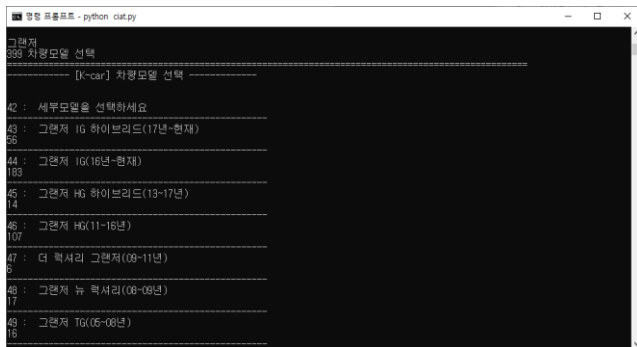 명령 프롬프트 - python ciat.py
그랜저
399 차량모델 선택
================================================================================
------------ [K-car] 차량모델 선택 -------------
42 : 세부모델을 선택하세요
--------------------------------------------------
43 : 그랜저 IG 하이브리드(17년~현재)
56
--------------------------------------------------
44 : 그랜저 IG(16년~현재)
183
--------------------------------------------------
45 : 그랜저 HG 하이브리드(13~17년)
14
--------------------------------------------------
46 : 그랜저 HG(11~16년)
107
--------------------------------------------------
47 : 더 럭셔리 그랜저(09~11년)
6
--------------------------------------------------
48 : 그랜저 뉴 럭셔리(08~09년)
17
--------------------------------------------------
49 : 그랜저 TG(05~08년)
16
--------------------------------------------------